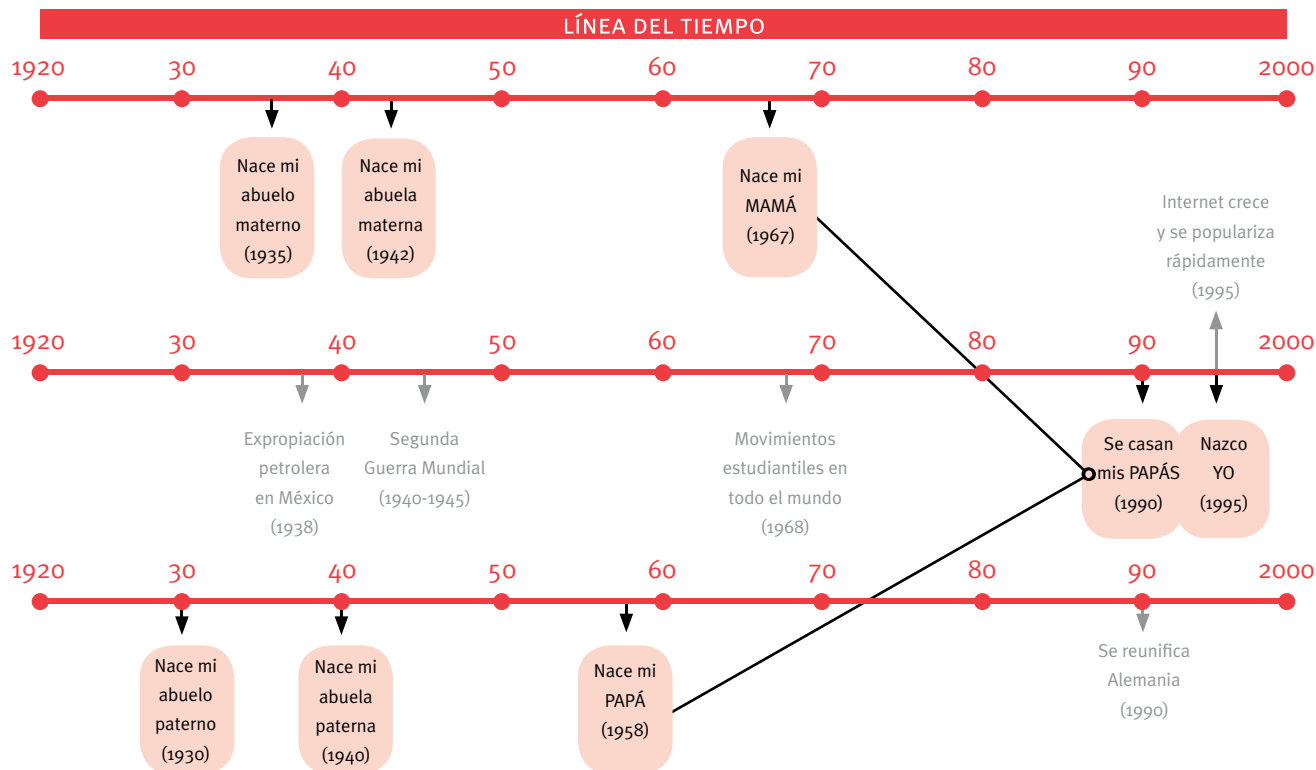 LÍNEA DEL TIEMPO
1920 30 40 50 60 70 80 90 2000
Nace mi
abuelo
materno
(1935)
Nace mi
abuela
materna
(1942)
Nace mi
MAMÁ
(1967)
Internet crece
y se populariza
rápidamente
(1995)
1920 30 40 50 60 70 80 90 2000
Expropiación
petrolera
en México
(1938)
Segunda
Guerra Mundial
(1940-1945)
Movimientos
estudiantiles en
todo el mundo
(1968)
Se casan
mis PAPÁS
(1990)
Nazco
YO
(1995)
1920 30 40 50 60 70 80 90 2000
Nace mi
abuelo
paterno
(1930)
Nace mi
abuela
paterna
(1940)
Nace mi
PAPÁ
(1958)
Se reunifica
Alemania
(1990)